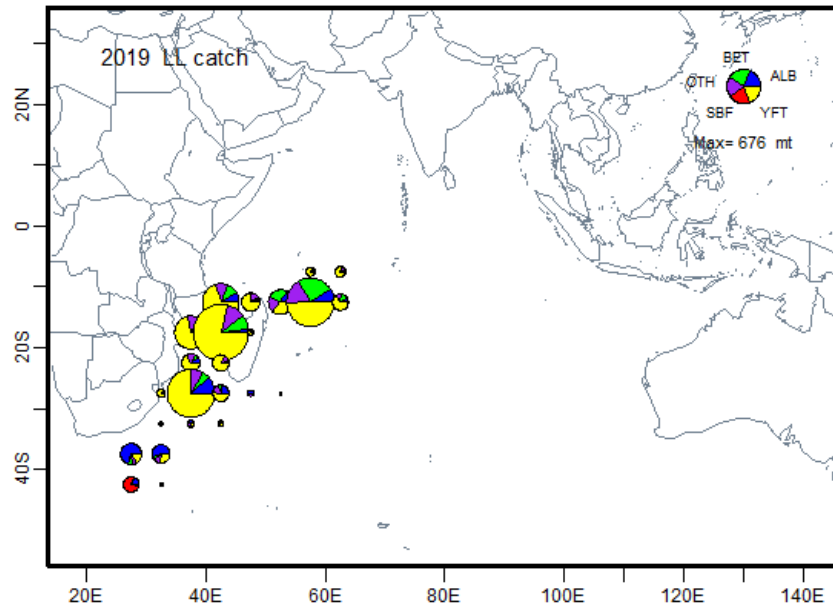 2019 LL catch
BET
OTH
ALB
SBF
YFT
Max= 676 mt
20N
0
20S
40S
20E
40E
60E
80E
100E
120E
140E